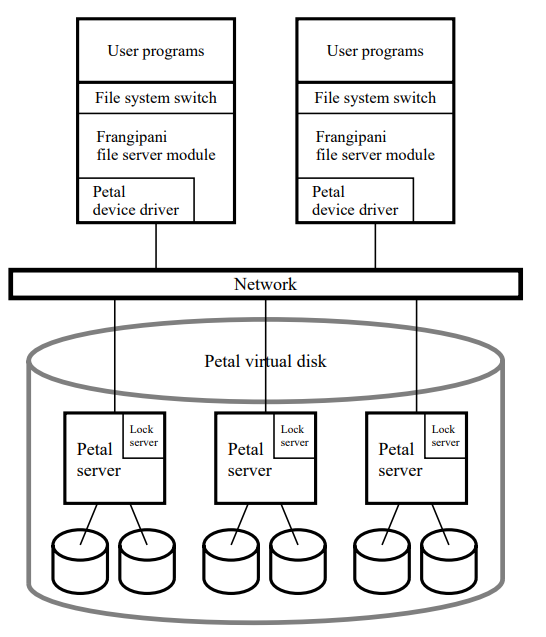 User programs
User programs
File system switch
File system switch
Frangipani
file server module
Frangipani
file server module
Petal
device driver
Petal
device driver
Network
Petal virtual disk
Petal
server
Lock
server
Petal
server
Lock
server
Petal
server
Lock
server